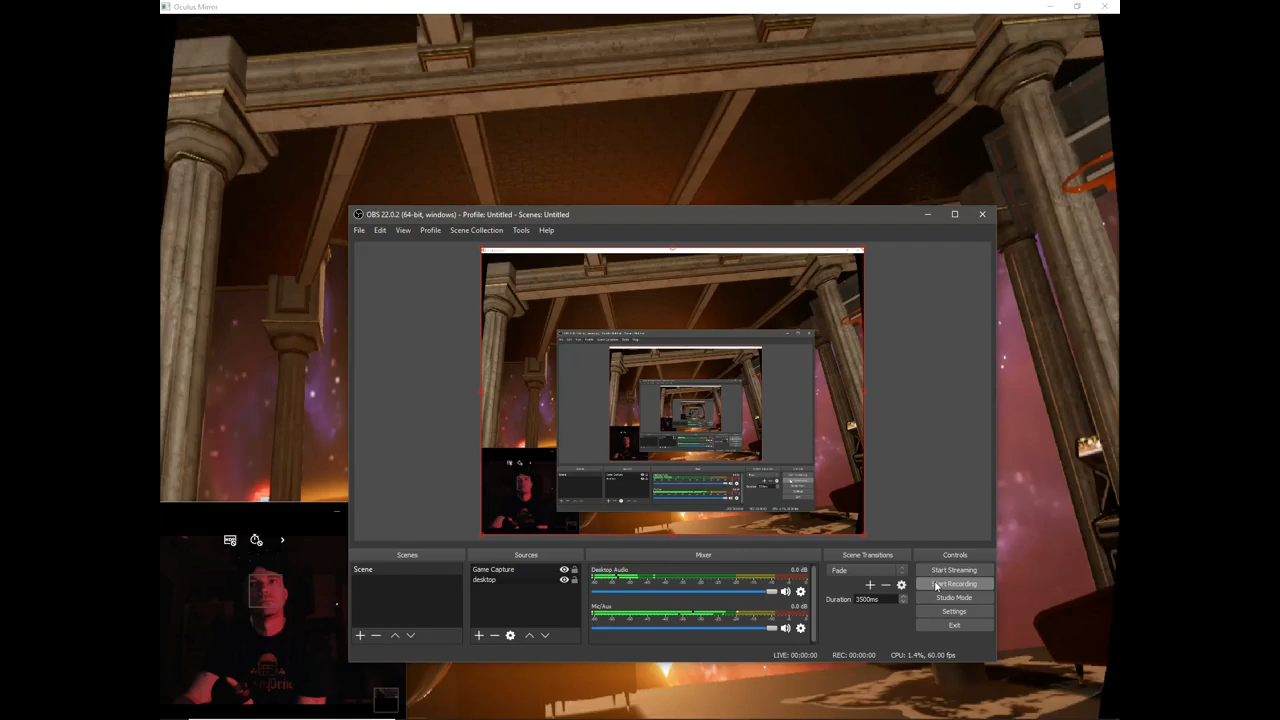 Oculus Mirror
OBS 22.0.2 (64-bit, windows) - Profile: Untitled - Scenes: Untitled
File Edit View Profile Scene Collection Tools Help
Scenes Sources Mixer Scene Transitions Controls
Scene
Game Capture
desktop
Desktop Audio 0.0 dB
Mic/Aux 0.0 dB
Fade
Duration 3500ms
Start Streaming
Start Recording
Studio Mode
Settings
Exit
LIVE: 00:00:00 REC: 00:00:00 CPU: 1.4%, 60.00 fps